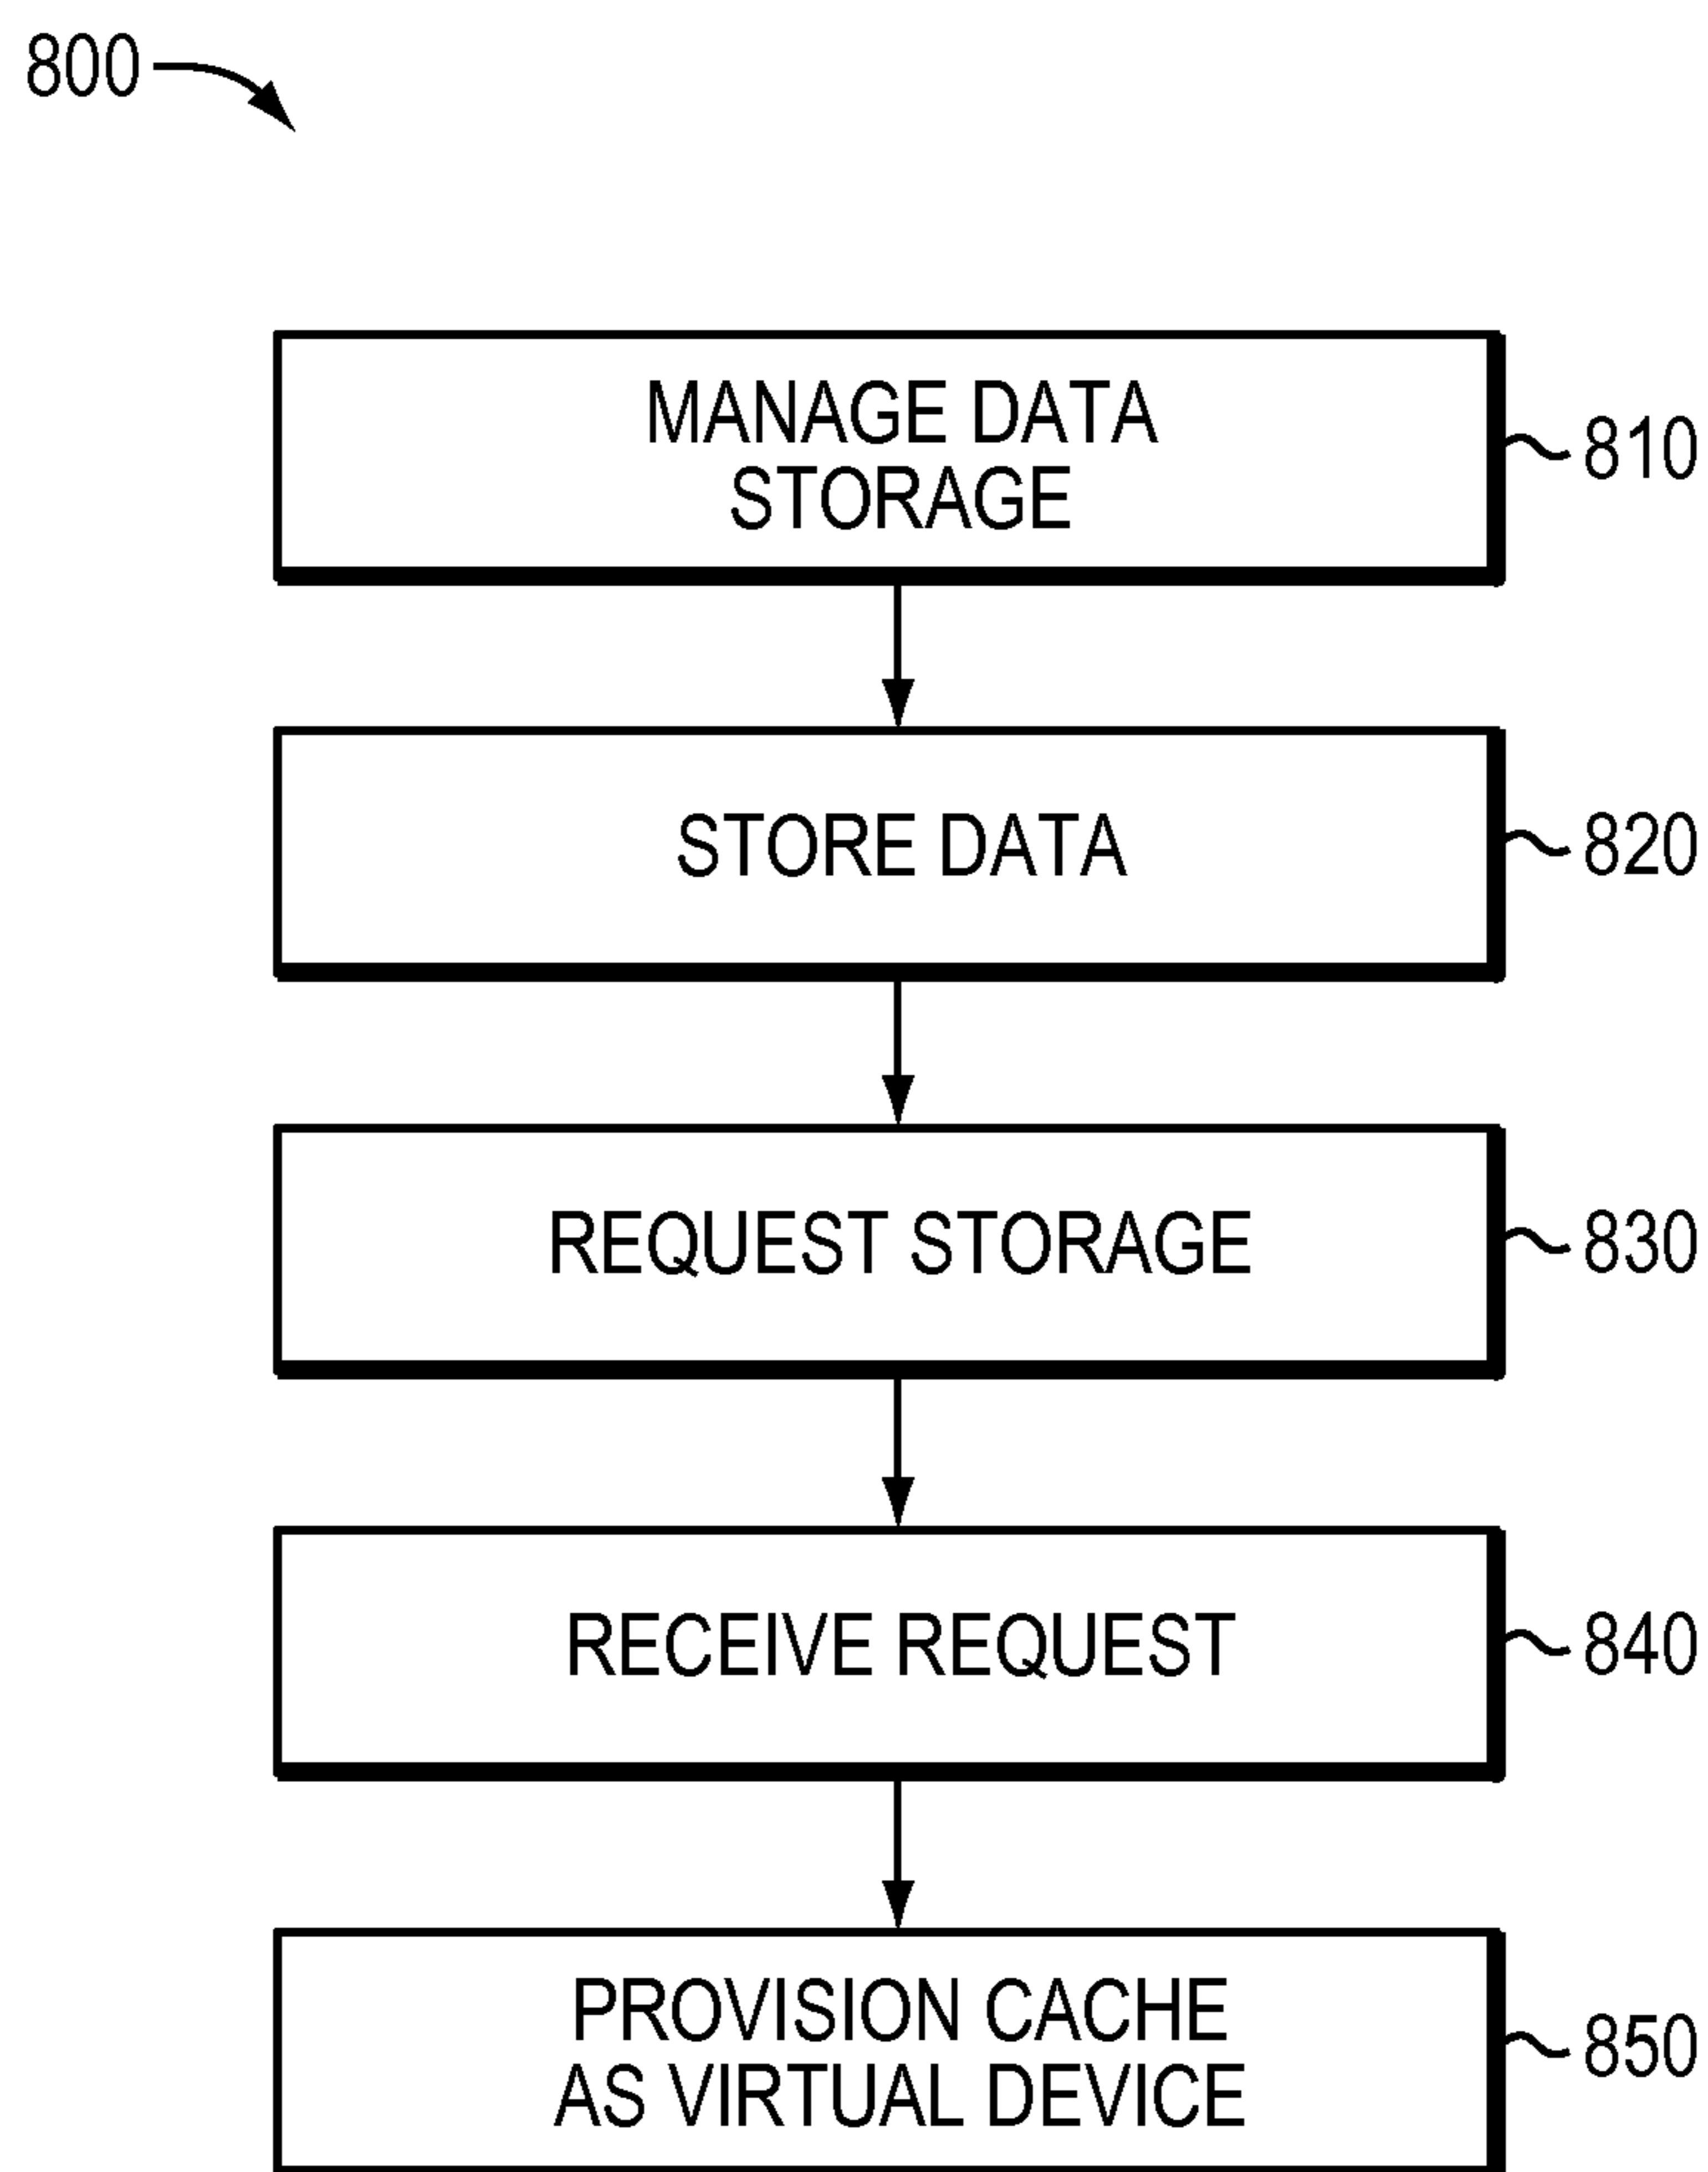 800
MANAGE DATA
STORAGE
810
STORE DATA
820
REQUEST STORAGE
830
RECEIVE REQUEST
840
PROVISION CACHE
AS VIRTUAL DEVICE
850